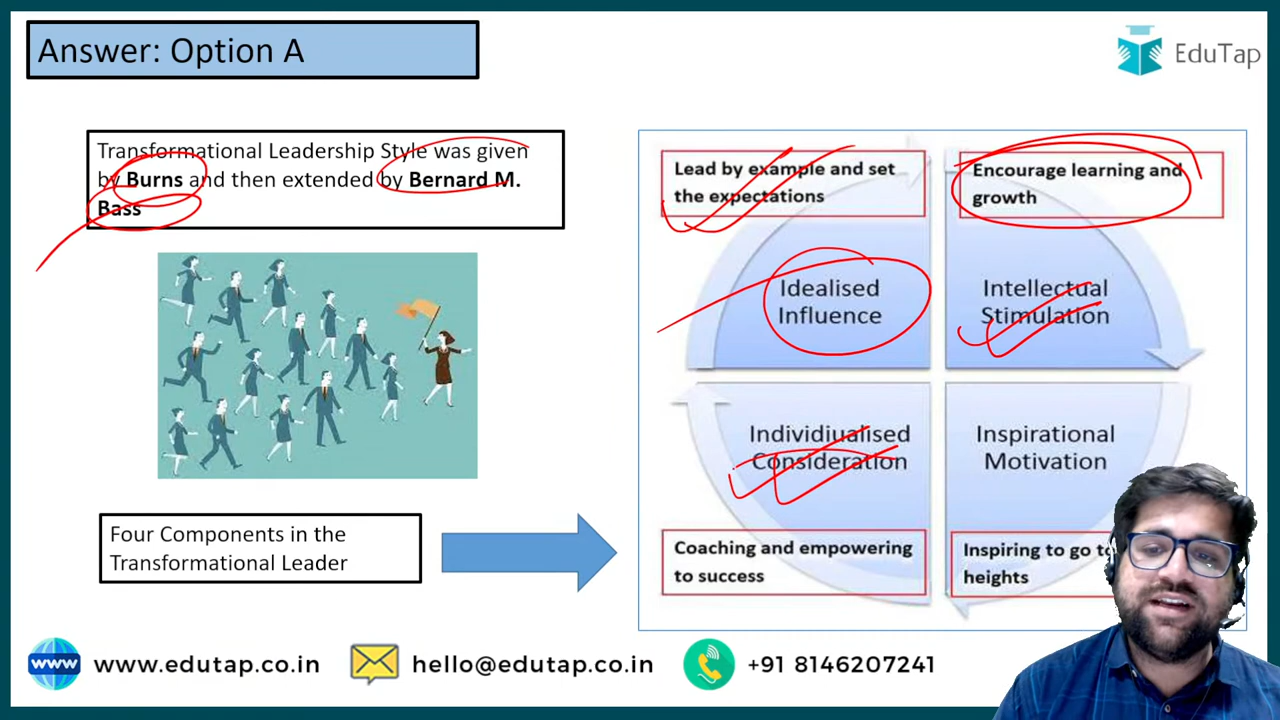 Answer: Option A
EduTap
Transformational Leadership Style was given
by Burns and then extended by Bernard M.
Bass
Lead by example and set
the expectations
Encourage learning and
growth
Idealised
Influence
Intellectual
Stimulation
Individiualised
Consideration
Inspirational
Motivation
Coaching and empowering
to success
Inspiring to go to
heights
Four Components in the
Transformational Leader
www
www.edutap.co.in
hello@edutap.co.in
+91 8146207241